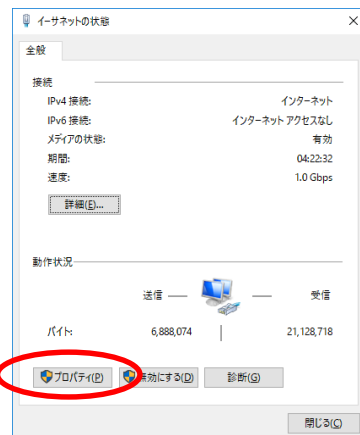 イーサネットの状態
全般
接続
IPv4 接続: インターネット
IPv6 接続: インターネット アクセスなし
メディアの状態: 有効
期間: 04:22:32
速度: 1.0 Gbps
詳細(E)...
動作状況
送信 受信
バイト: 6,888,074 21,128,718
プロパティ(P) 無効にする(D) 診断(G)
閉じる(C)